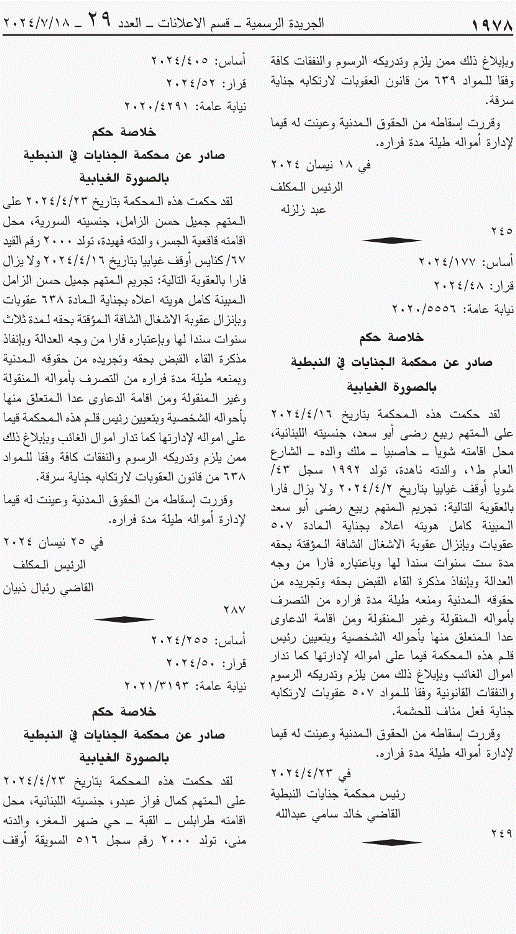 ١٩٧٨
الجريدة الرسمية ــ قسم الاعلانات ــ العدد ٢٩ ــ ٢٠٢٤/٧/١٨
وبإبلاغ ذلك ممن يلزم وتدريكه الرسوم والنفقات كافة
وفقا للمواد ٦٣٩ من قانون العقوبات لارتكابه جناية
سرقة.
وقررت إسقاطه من الحقوق المدنية وعينت له قيما
لإدارة أمواله طيلة مدة فراره.
في ١٨ نيسان ٢٠٢٤
الرئيس المكلف
عبد زلزله
٢٤٥
أساس: ٢٠٢٤/١٧٧
قرار: ٢٠٢٤/٤٨
نيابة عامة: ٢٠٢٠/٥٥٥٦
خلاصة حكم
صادر عن محكمة الجنايات في النبطية
بالصورة الغيابية
لقد حكمت هذه المحكمة بتاريخ ٢٠٢٤/٤/١٦
على المتهم ربيع رضى أبو سعد، جنسيته اللبنانية،
محل اقامته شويا ــ حاصبيا ــ ملك والده ــ الشارع
العام ط١، والدته ناهدة، تولد ١٩٩٢ سجل ٤٣/
شويا أوقف غيابيا بتاريخ ٢٠٢٤/٤/٢ ولا يزال فارا
بالعقوبة التالية: تجريم المتهم ربيع رضى أبو سعد
المبينة كامل هويته اعلاه بجناية المادة ٥٠٧
عقوبات وبإنزال عقوبة الاشغال الشاقة المؤقتة بحقه
مدة ست سنوات سندا لها وباعتباره فارا من وجه
العدالة وبإنفاذ مذكرة القاء القبض بحقه وتجريده من
حقوقه المدنية ومنعه طيلة مدة فراره من التصرف
بأمواله المنقولة وغير المنقولة ومن اقامة الدعاوى
عدا المتعلق منها بأحواله الشخصية وبتعيين رئيس
قلم هذه المحكمة قيما على امواله لإدارتها كما تدار
اموال الغائب وبإبلاغ ذلك ممن يلزم وتدريكه الرسوم
والنفقات القانونية وفقا للمواد ٥٠٧ عقوبات لارتكابه
جناية فعل مناف للحشمة.
وقررت إسقاطه من الحقوق المدنية وعينت له قيما
لإدارة أمواله طيلة مدة فراره.
في ٢٠٢٤/٤/٢٣
رئيس محكمة جنايات النبطية
القاضي خالد سامي عبدالله
٢٤٩
أساس: ٢٠٢٤/٤٠٥
قرار: ٢٠٢٤/٥٢
نيابة عامة: ٢٠٢٠/٤٢٩١
خلاصة حكم
صادر عن محكمة الجنايات في النبطية
بالصورة الغيابية
لقد حكمت هذه المحكمة بتاريخ ٢٠٢٤/٤/٢٣ على
المتهم جميل حسن الزامل، جنسيته السورية، محل
اقامته قاقعية الجسر، والدته فهيدة، تولد ٢٠٠٠ رقم القيد
٦٧/ كنايس أوقف غيابيا بتاريخ ٢٠٢٤/٤/١٦ ولا يزال
فارا بالعقوبة التالية: تجريم المتهم جميل حسن الزامل
المبينة كامل هويته اعلاه بجناية المادة ٦٣٨ عقوبات
وبإنزال عقوبة الاشغال الشاقة المؤقتة بحقه لمدة ثلاث
سنوات سندا لها وبإعتباره فارا من وجه العدالة وبإنفاذ
مذكرة القاء القبض بحقه وتجريده من حقوقه المدنية
وبمنعه طيلة مدة فراره من التصرف بأمواله المنقولة
وغير المنقولة ومن اقامة الدعاوى عدا المتعلق منها
بأحواله الشخصية وبتعيين رئيس قلم هذه المحكمة قيما
على امواله لإدارتها كما تدار اموال الغائب وبإبلاغ ذلك
ممن يلزم وتدريكه الرسوم والنفقات كافة وفقا للمواد
٦٣٨ من قانون العقوبات لارتكابه جناية سرقة.
وقررت إسقاطه من الحقوق المدنية وعينت له قيما
لإدارة أمواله طيلة مدة فراره.
في ٢٥ نيسان ٢٠٢٤
الرئيس المكلف
القاضي رئبال ذبيان
٢٨٧
أساس: ٢٠٢٤/٢٥٥
قرار: ٢٠٢٤/٥٠
نيابة عامة: ٢٠٢١/٣١٩٣
خلاصة حكم
صادر عن محكمة الجنايات في النبطية
بالصورة الغيابية
لقد حكمت هذه المحكمة بتاريخ ٢٠٢٤/٤/٢٣
على المتهم كمال فواز عبدو، جنسيته اللبنانية، محل
اقامته طرابلس ــ القبة ــ حي ضهر المغر، والدته
منى، تولد ٢٠٠٠ رقم سجل ٥١٦ السويقة أوقف